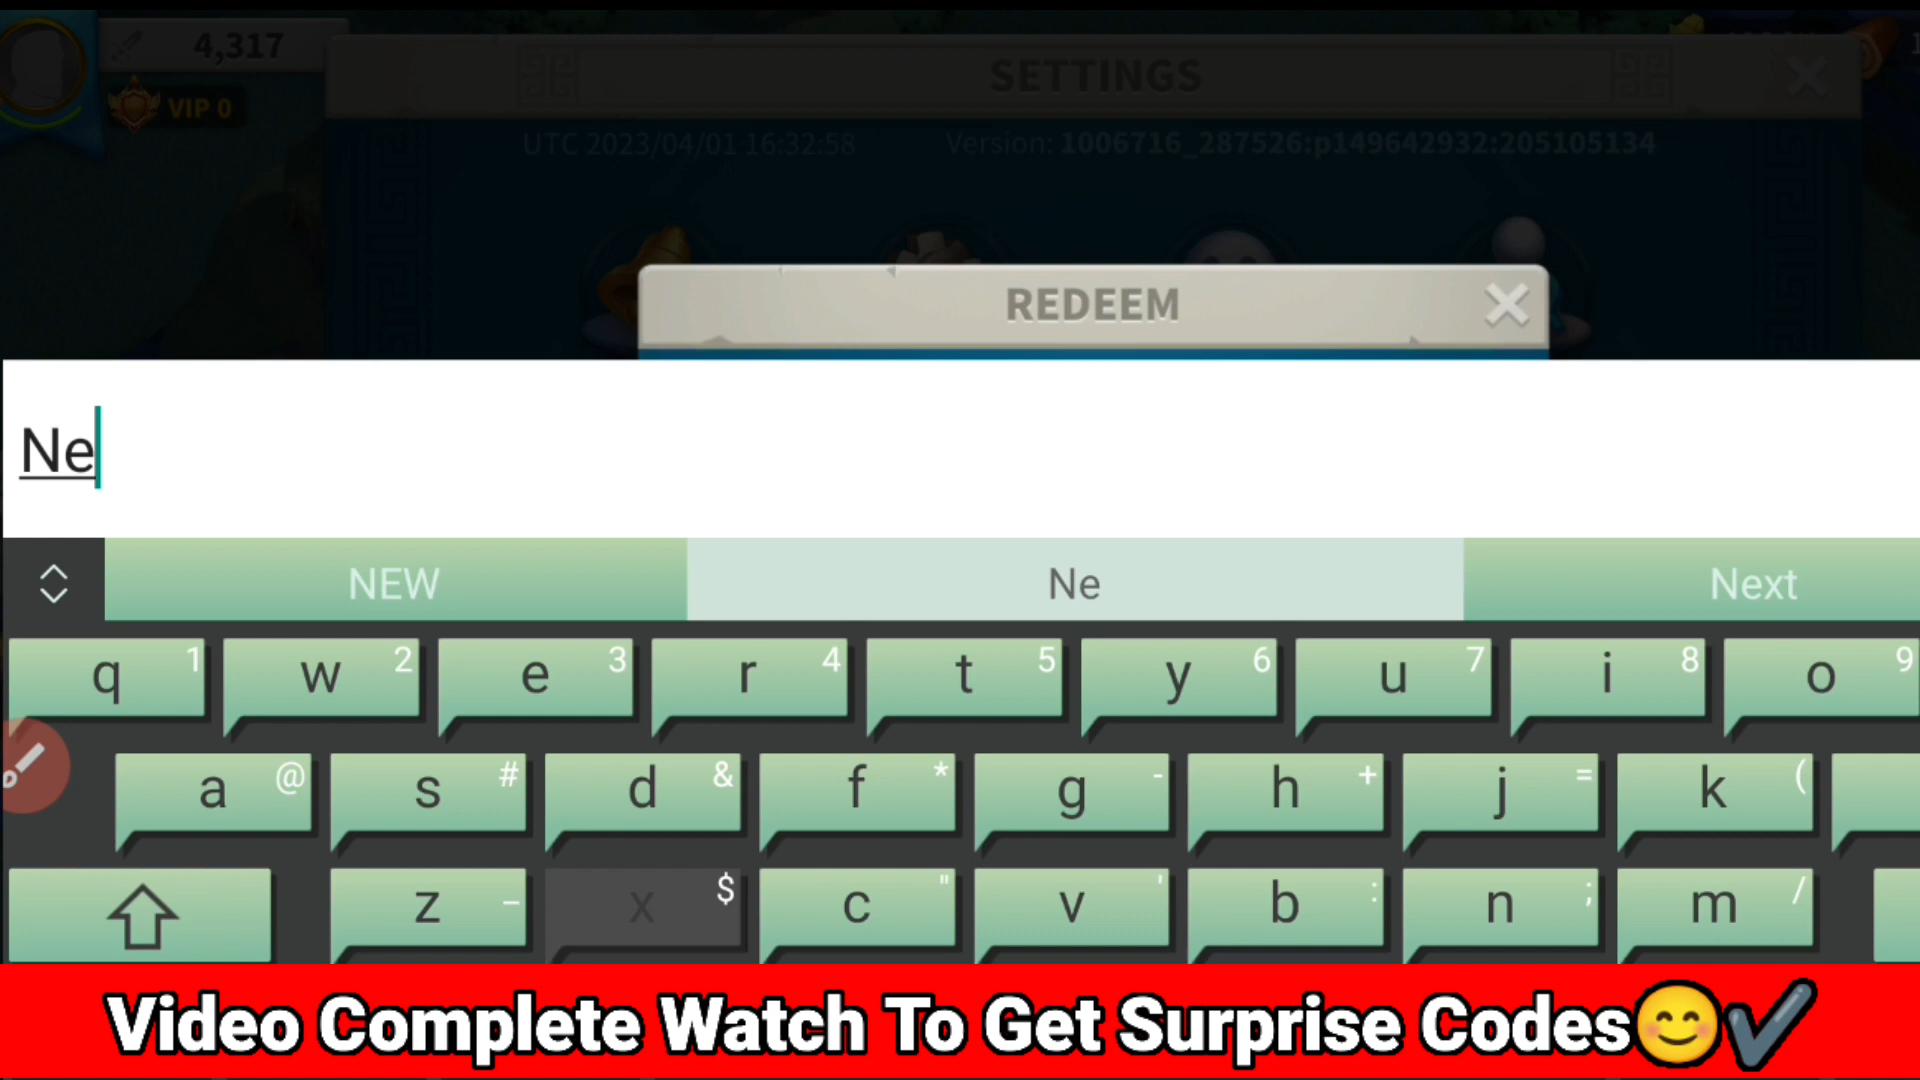 4,317
SETTINGS
VIP 0
UTC 2023/04/01 16:32:58 Version: 1006716_287526:p149642932:205105134
REDEEM
Ne
NEW Ne Next
q 1 w 2 e 3 r 4 t 5 y 6 u 7 i 8 o 9
a @ s # d & f * g - h + j = k (
z _ x $ c " v ' b : n ; m /
Video Complete Watch To Get Surprise Codes😊✔